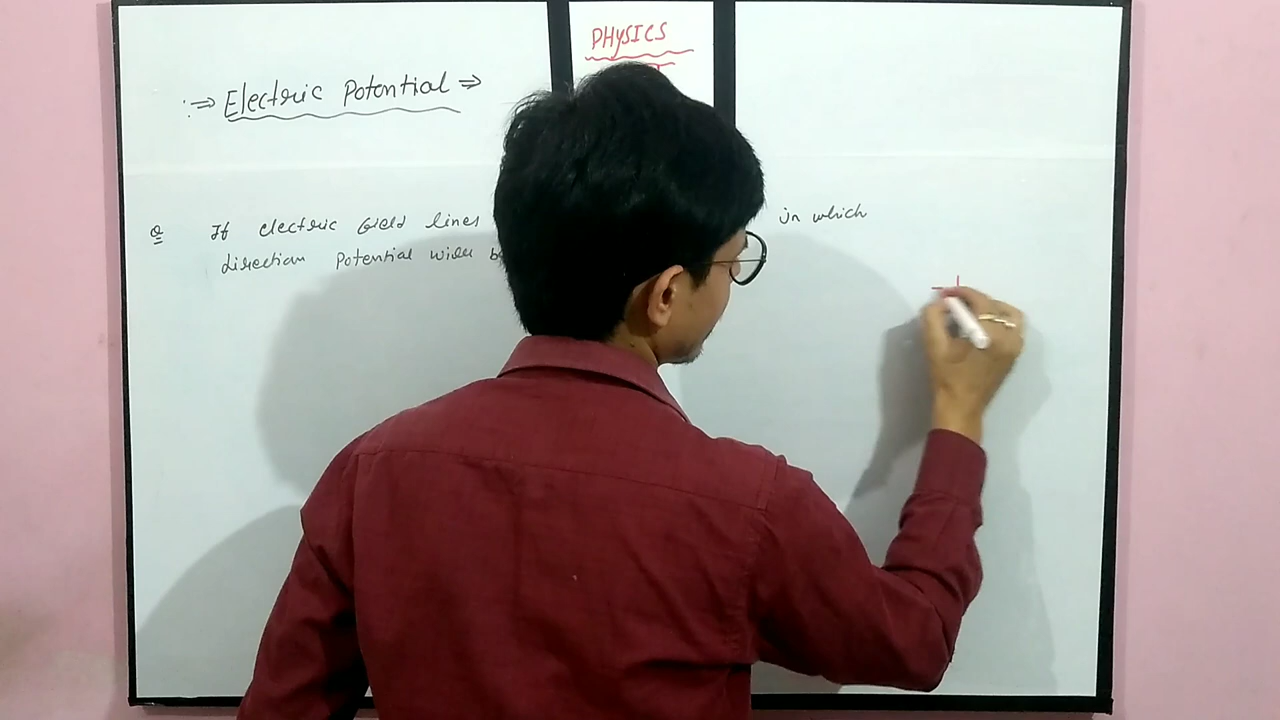 PHYSICS
:⇒ Electric Potential ⇒
Q If electric field lines in which
direction Potential will